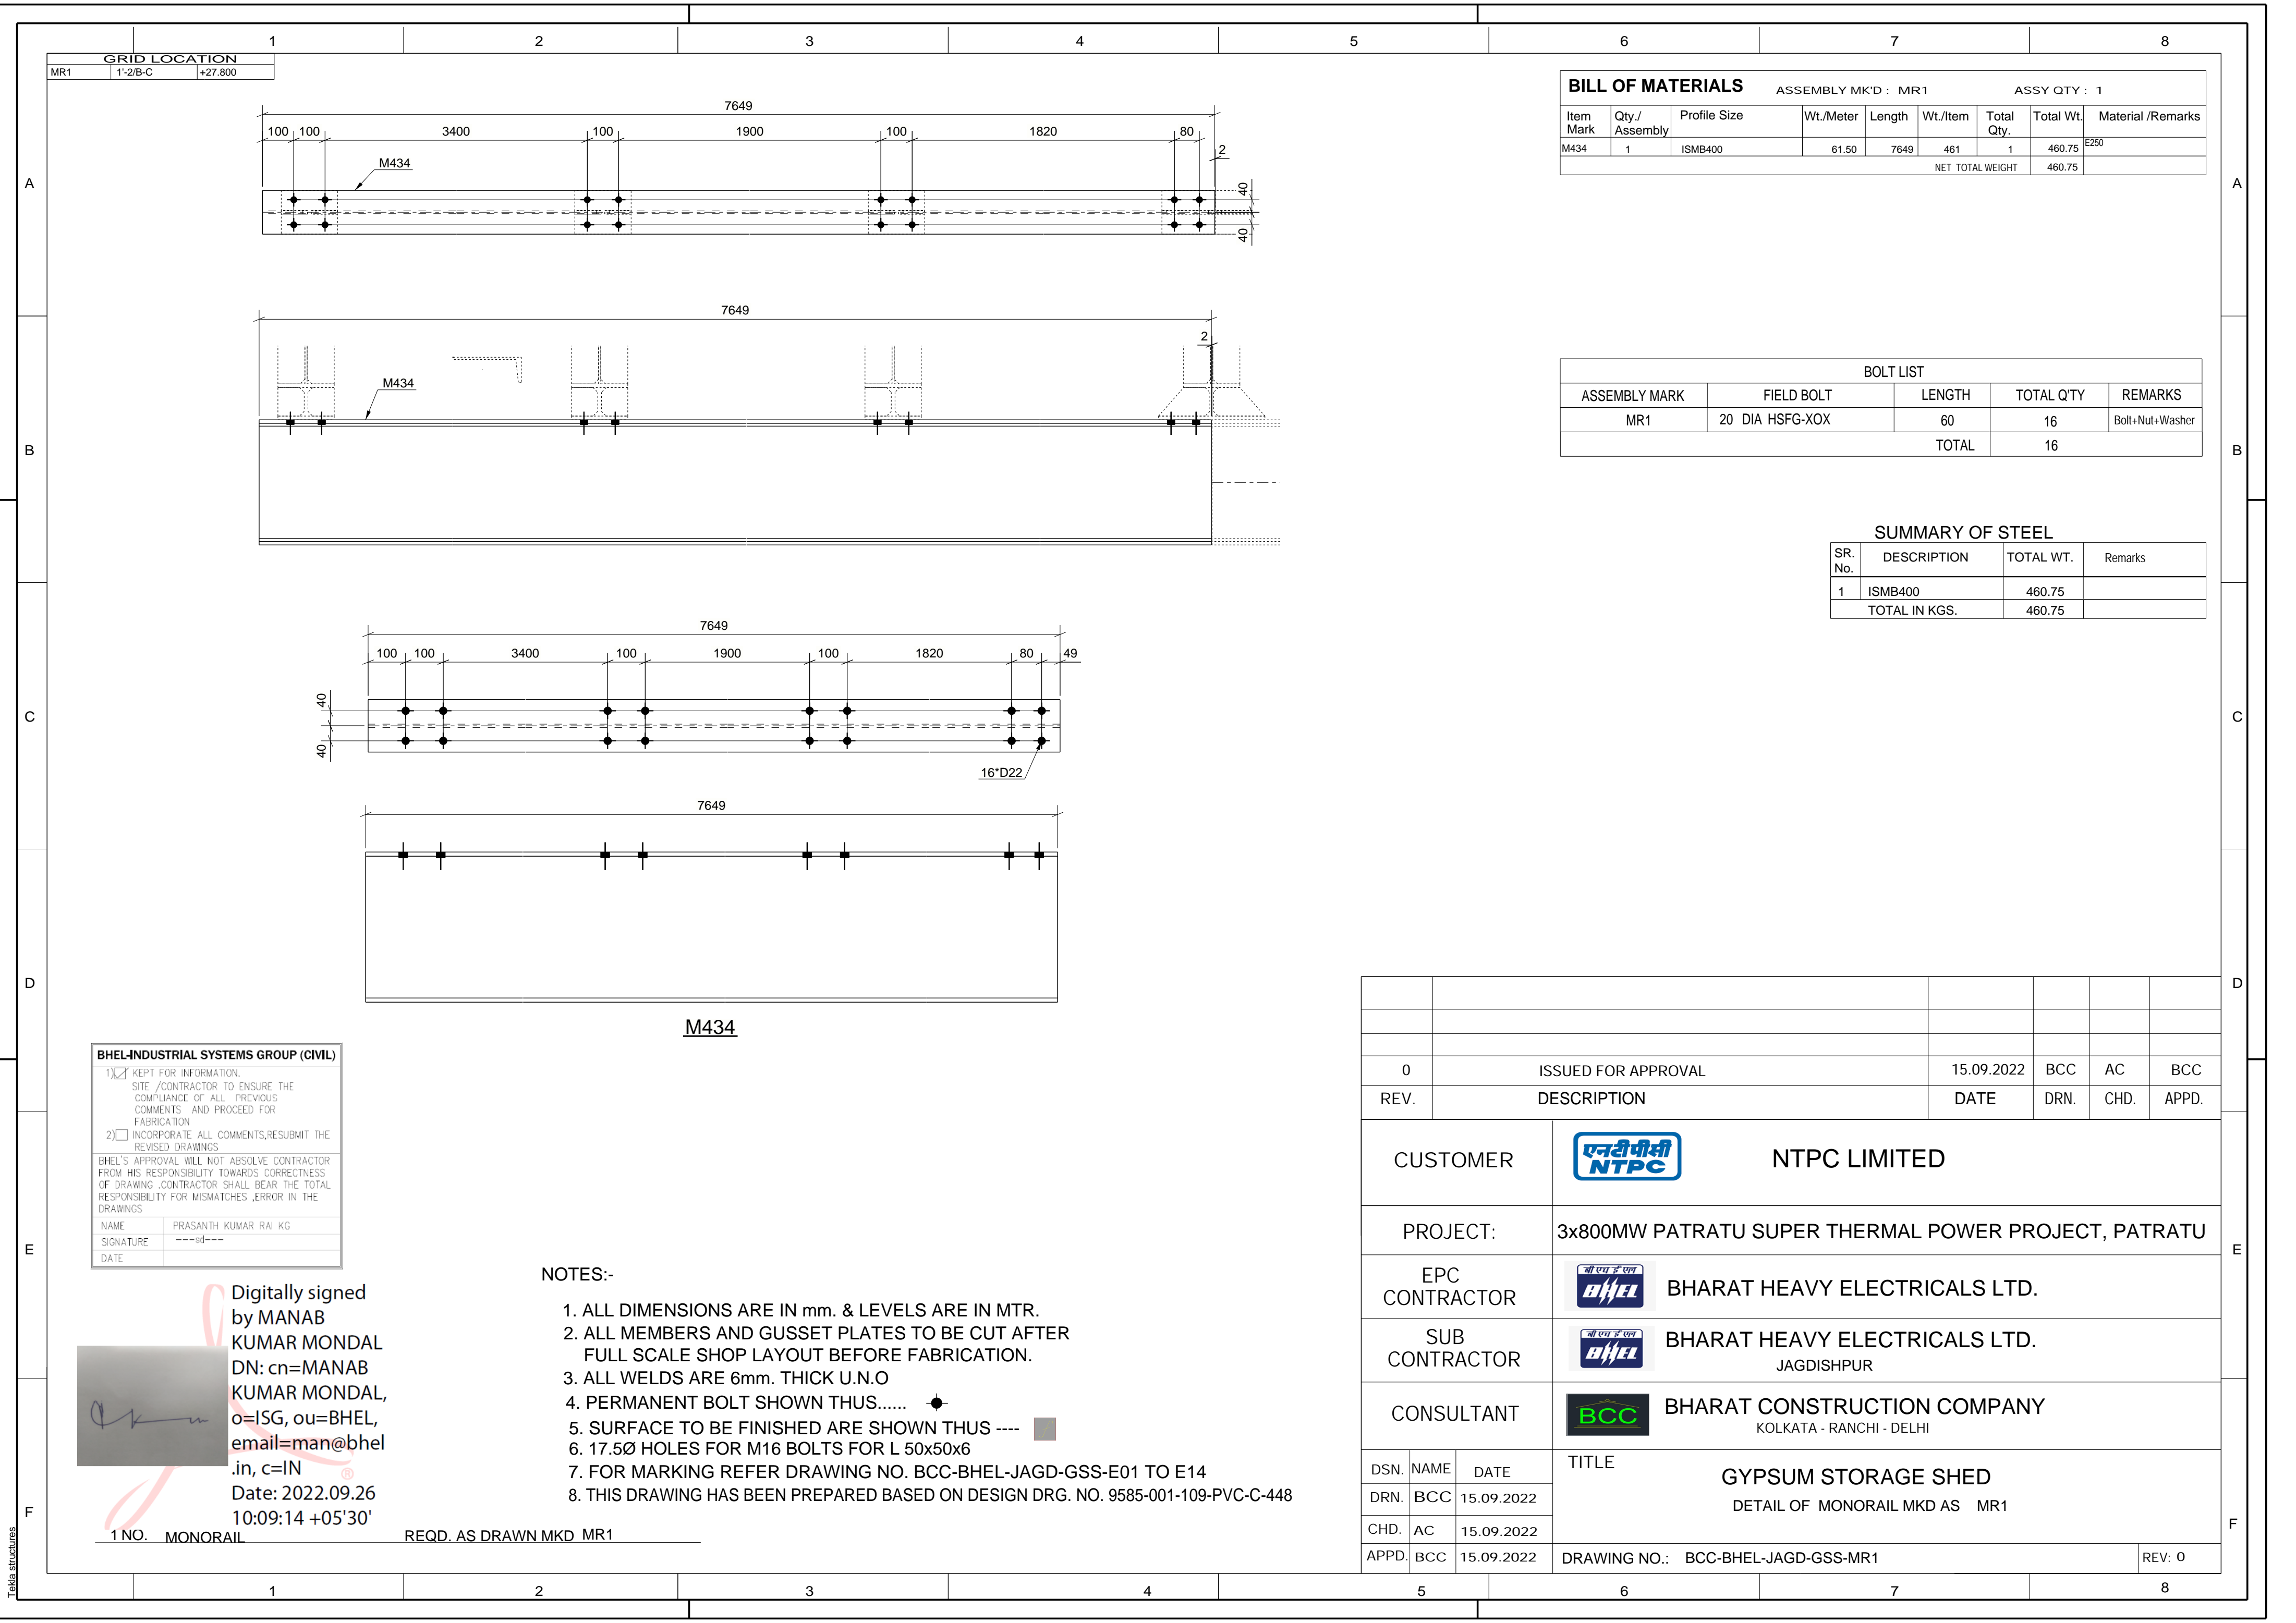 1 2 3 4 5 6 7 8
GRID LOCATION
MR1 1'-2/B-C +27.800
7649
100 100 3400 100 1900 100 1820 80
2
M434
40
40
A A
7649
2
M434
B B
7649
100 100 3400 100 1900 100 1820 80 49
40
40
16*D22
C C
7649
M434
D D
BILL OF MATERIALS ASSEMBLY MK'D : MR1 ASSY QTY : 1
Item Mark Qty./ Assembly Profile Size Wt./Meter Length Wt./Item Total Qty. Total Wt. Material /Remarks
M434 1 ISMB400 61.50 7649 461 1 460.75 E250
NET TOTAL WEIGHT 460.75
BOLT LIST
ASSEMBLY MARK FIELD BOLT LENGTH TOTAL Q'TY REMARKS
MR1 20 DIA HSFG-XOX 60 16 Bolt+Nut+Washer
TOTAL 16
SUMMARY OF STEEL
SR. No. DESCRIPTION TOTAL WT. Remarks
1 ISMB400 460.75
TOTAL IN KGS. 460.75
BHEL-INDUSTRIAL SYSTEMS GROUP (CIVIL)
1) KEPT FOR INFORMATION.
SITE /CONTRACTOR TO ENSURE THE
COMPLIANCE OF ALL PREVIOUS
COMMENTS AND PROCEED FOR
FABRICATION
2) INCORPORATE ALL COMMENTS,RESUBMIT THE
REVISED DRAWINGS
BHEL'S APPROVAL WILL NOT ABSOLVE CONTRACTOR
FROM HIS RESPONSIBILITY TOWARDS CORRECTNESS
OF DRAWING .CONTRACTOR SHALL BEAR THE TOTAL
RESPONSIBILITY FOR MISMATCHES ,ERROR IN THE
DRAWINGS
NAME PRASANTH KUMAR RAI KG
SIGNATURE ---sd---
DATE
E E
Digitally signed
by MANAB
KUMAR MONDAL
DN: cn=MANAB
KUMAR MONDAL,
o=ISG, ou=BHEL,
email=man@bhel
.in, c=IN
Date: 2022.09.26
10:09:14 +05'30'
®
NOTES:-
1. ALL DIMENSIONS ARE IN mm. & LEVELS ARE IN MTR.
2. ALL MEMBERS AND GUSSET PLATES TO BE CUT AFTER
FULL SCALE SHOP LAYOUT BEFORE FABRICATION.
3. ALL WELDS ARE 6mm. THICK U.N.O
4. PERMANENT BOLT SHOWN THUS......
5. SURFACE TO BE FINISHED ARE SHOWN THUS ----
6. 17.5Ø HOLES FOR M16 BOLTS FOR L 50x50x6
7. FOR MARKING REFER DRAWING NO. BCC-BHEL-JAGD-GSS-E01 TO E14
8. THIS DRAWING HAS BEEN PREPARED BASED ON DESIGN DRG. NO. 9585-001-109-PVC-C-448
1 NO. MONORAIL REQD. AS DRAWN MKD MR1
F F
Tekla structures
0 ISSUED FOR APPROVAL 15.09.2022 BCC AC BCC
REV. DESCRIPTION DATE DRN. CHD. APPD.
CUSTOMER एनटीपीसी NTPC NTPC LIMITED
PROJECT: 3x800MW PATRATU SUPER THERMAL POWER PROJECT, PATRATU
EPC CONTRACTOR बी एच ई एल BHEL BHARAT HEAVY ELECTRICALS LTD.
SUB CONTRACTOR बी एच ई एल BHEL BHARAT HEAVY ELECTRICALS LTD.
JAGDISHPUR
CONSULTANT BCC BHARAT CONSTRUCTION COMPANY
KOLKATA - RANCHI - DELHI
DSN. NAME DATE
DRN. BCC 15.09.2022
CHD. AC 15.09.2022
APPD. BCC 15.09.2022
TITLE
GYPSUM STORAGE SHED
DETAIL OF MONORAIL MKD AS MR1
DRAWING NO.: BCC-BHEL-JAGD-GSS-MR1 REV: 0
1 2 3 4 5 6 7 8